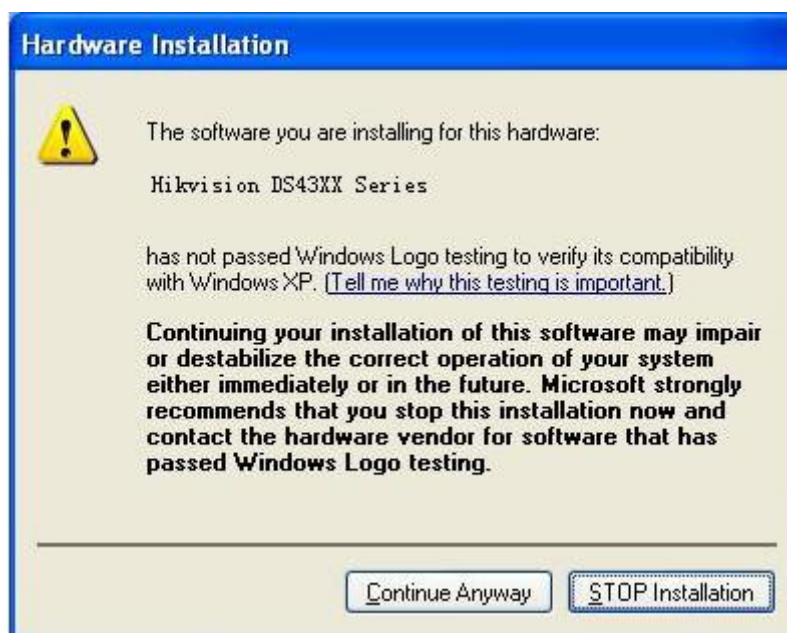 Hardware Installation
The software you are installing for this hardware:
Hikvision DS43XX Series
has not passed Windows Logo testing to verify its compatibility
with Windows XP. (Tell me why this testing is important.)
Continuing your installation of this software may impair
or destabilize the correct operation of your system
either immediately or in the future. Microsoft strongly
recommends that you stop this installation now and
contact the hardware vendor for software that has
passed Windows Logo testing.
Continue Anyway
STOP Installation